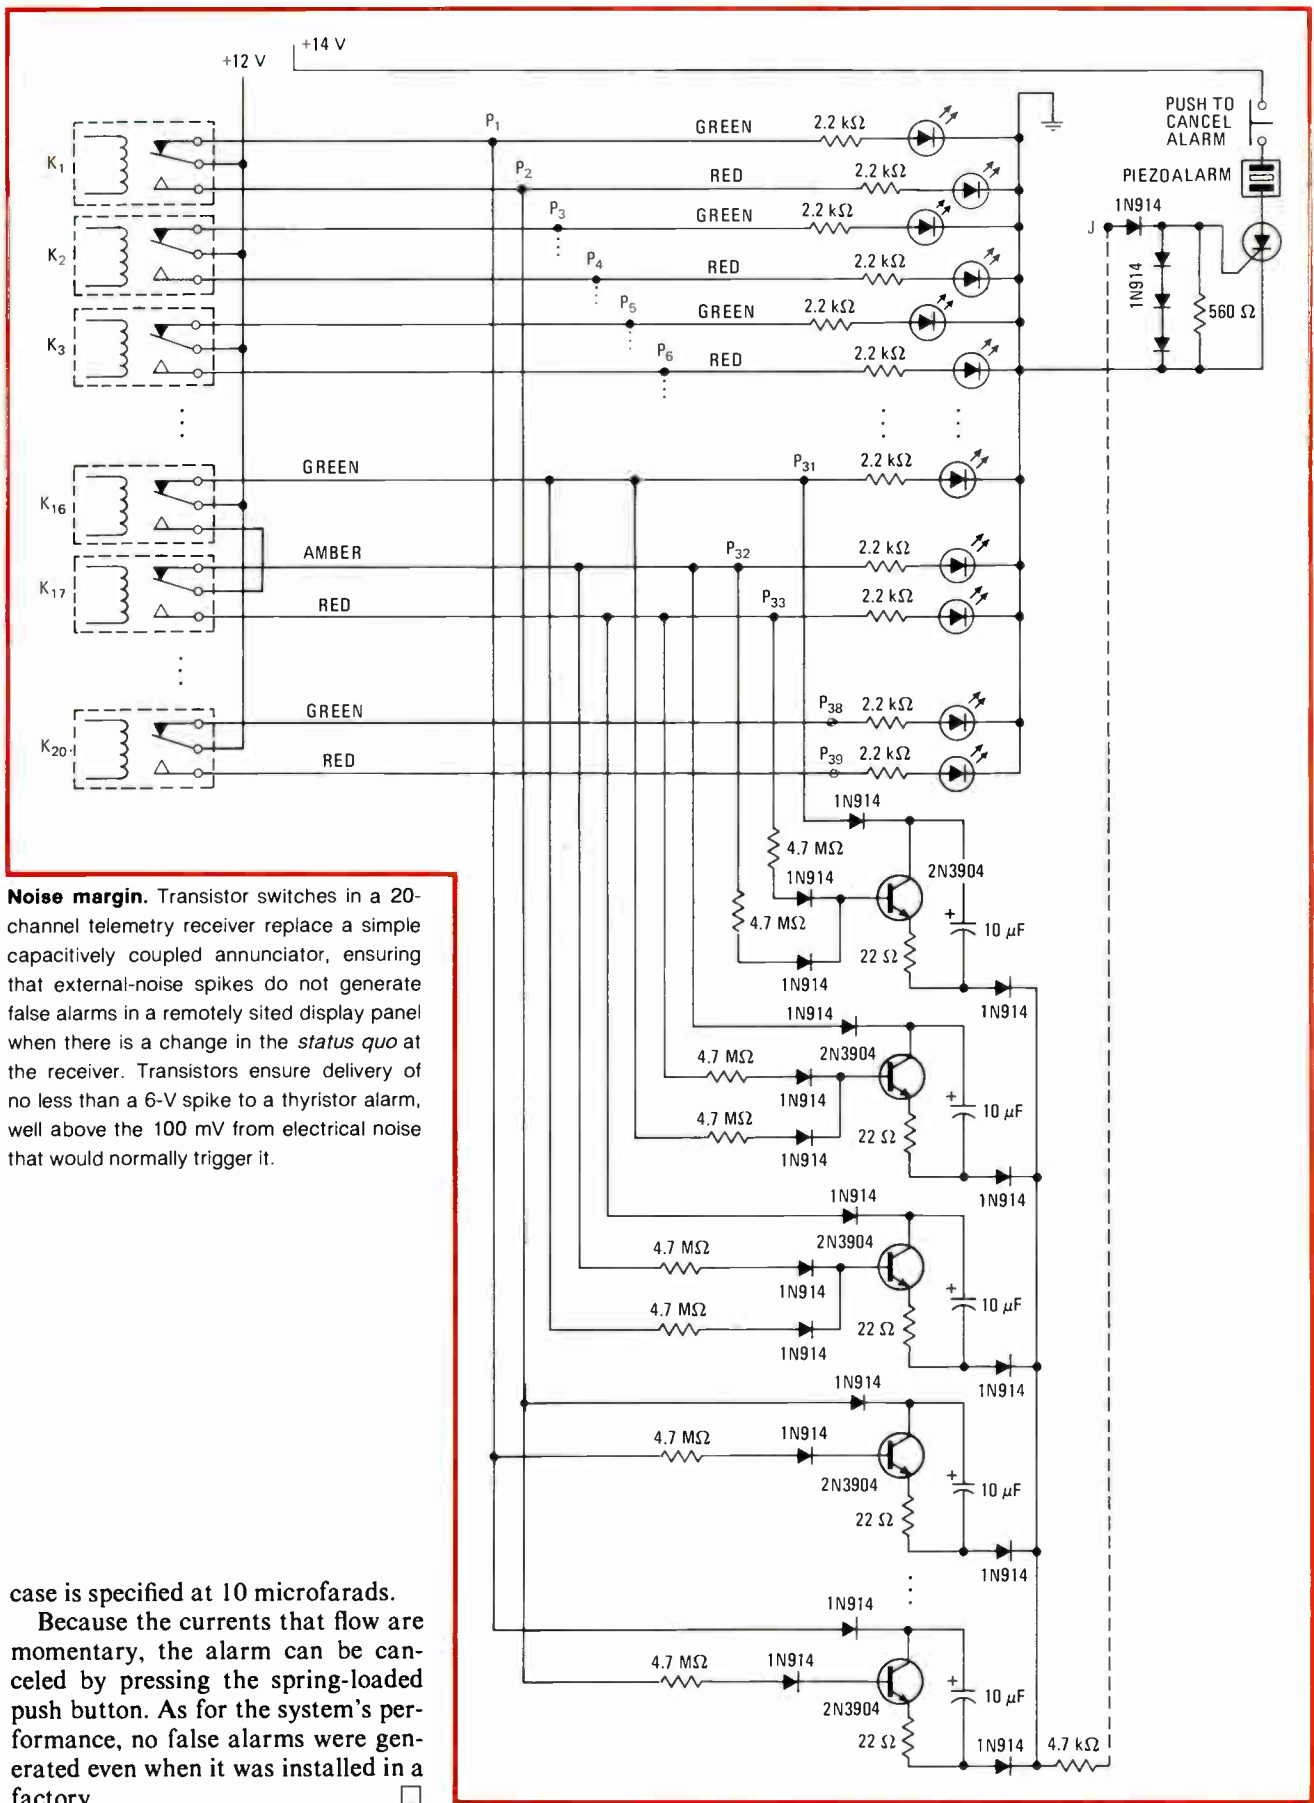 +14 V
+12 V
PUSH TO
CANCEL
ALARM
PIEZOALARM
1N914
J
1N914
560 Ω
K1
P1
GREEN
2.2 kΩ
P2
RED
2.2 kΩ
K2
P3
GREEN
2.2 kΩ
P4
RED
2.2 kΩ
K3
P5
GREEN
2.2 kΩ
P6
RED
2.2 kΩ
K16
GREEN
P31
2.2 kΩ
K17
AMBER
P32
2.2 kΩ
RED
P33
2.2 kΩ
K20
GREEN
P38
2.2 kΩ
RED
P39
2.2 kΩ
1N914
4.7 MΩ
1N914
2N3904
4.7 MΩ
+
10 μF
22 Ω
1N914
1N914
1N914
4.7 MΩ
2N3904
1N914
+
10 μF
4.7 MΩ
22 Ω
1N914
1N914
1N914
4.7 MΩ
2N3904
1N914
+
10 μF
4.7 MΩ
22 Ω
1N914
1N914
1N914
4.7 MΩ
1N914
2N3904
+
10 μF
22 Ω
1N914
1N914
4.7 MΩ
1N914
2N3904
+
10 μF
22 Ω
1N914
4.7 kΩ
Noise margin. Transistor switches in a 20-
channel telemetry receiver replace a simple
capacitively coupled annunciator, ensuring
that external-noise spikes do not generate
false alarms in a remotely sited display panel
when there is a change in the status quo at
the receiver. Transistors ensure delivery of
no less than a 6-V spike to a thyristor alarm,
well above the 100 mV from electrical noise
that would normally trigger it.
case is specified at 10 microfarads.
Because the currents that flow are
momentary, the alarm can be can-
celed by pressing the spring-loaded
push button. As for the system's per-
formance, no false alarms were gen-
erated even when it was installed in a
factory.